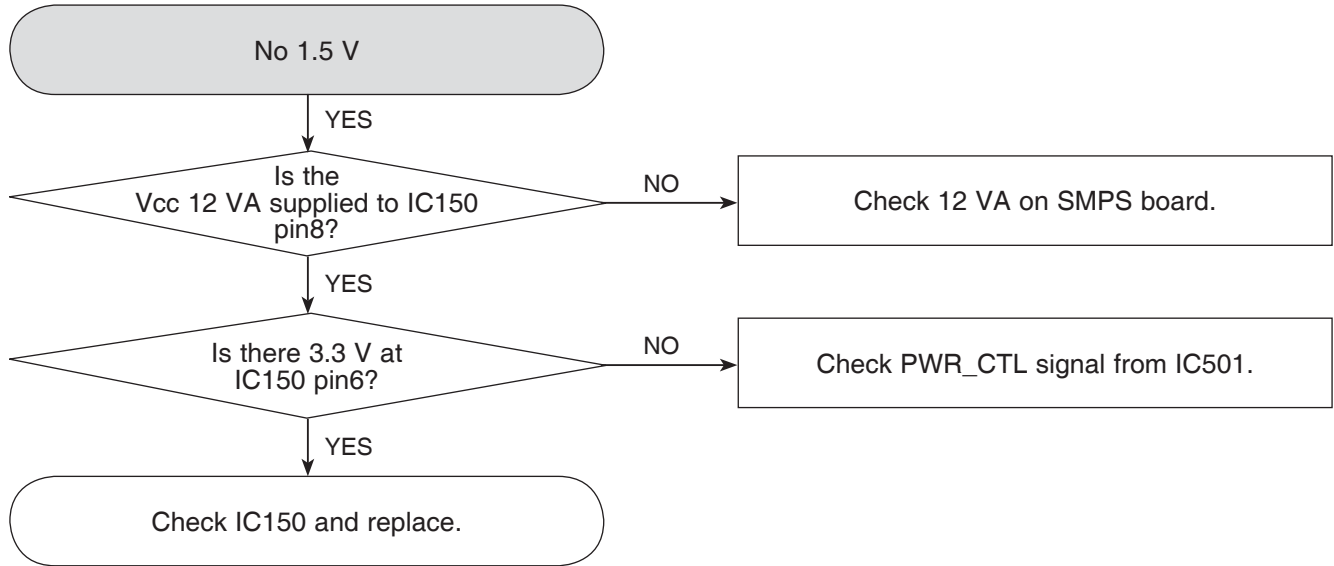 No 1.5 V
YES
Is the
Vcc 12 VA supplied to IC150
pin8?
NO
Check 12 VA on SMPS board.
YES
Is there 3.3 V at
IC150 pin6?
NO
Check PWR_CTL signal from IC501.
YES
Check IC150 and replace.